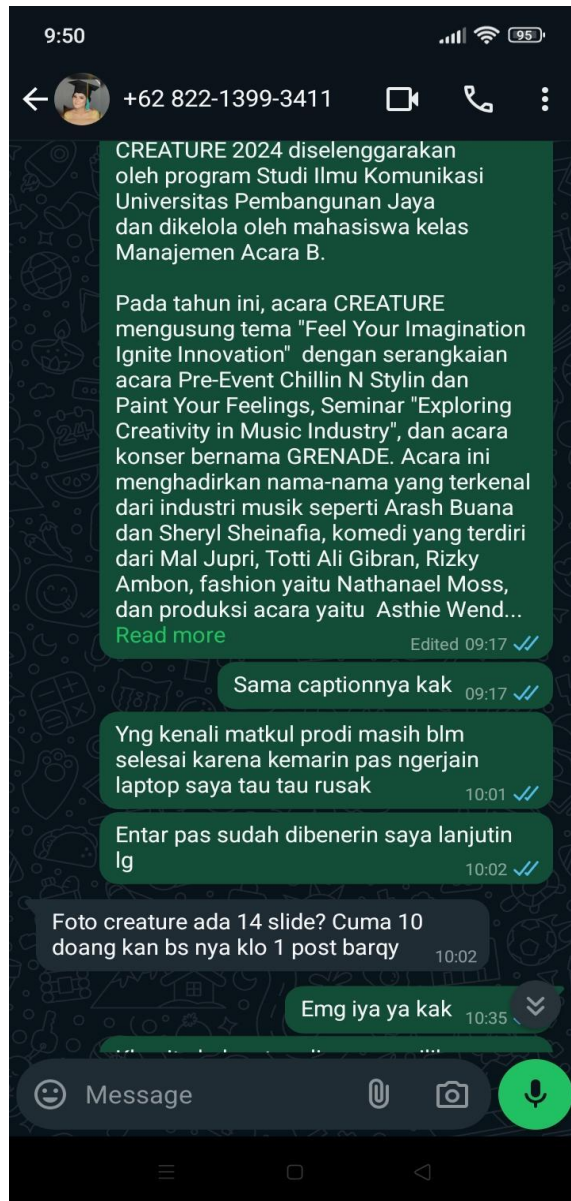 9:50
95
+62 822-1399-3411
CREATURE 2024 diselenggarakan
oleh program Studi Ilmu Komunikasi
Universitas Pembangunan Jaya
dan dikelola oleh mahasiswa kelas
Manajemen Acara B.
Pada tahun ini, acara CREATURE
mengusung tema "Feel Your Imagination
Ignite Innovation" dengan serangkaian
acara Pre-Event Chillin N Stylin dan
Paint Your Feelings, Seminar "Exploring
Creativity in Music Industry", dan acara
konser bernama GRENADE. Acara ini
menghadirkan nama-nama yang terkenal
dari industri musik seperti Arash Buana
dan Sheryl Sheinafia, komedi yang terdiri
dari Mal Jupri, Totti Ali Gibran, Rizky
Ambon, fashion yaitu Nathanael Moss,
dan produksi acara yaitu Asthie Wend...
Read more
Edited 09:17
Sama captionnya kak 09:17
Yng kenali matkul prodi masih blm
selesai karena kemarin pas ngerjain
laptop saya tau tau rusak 10:01
Entar pas sudah dibenerin saya lanjutin
lg 10:02
Foto creature ada 14 slide? Cuma 10
doang kan bs nya klo 1 post barqy 10:02
Emg iya ya kak 10:35
Message